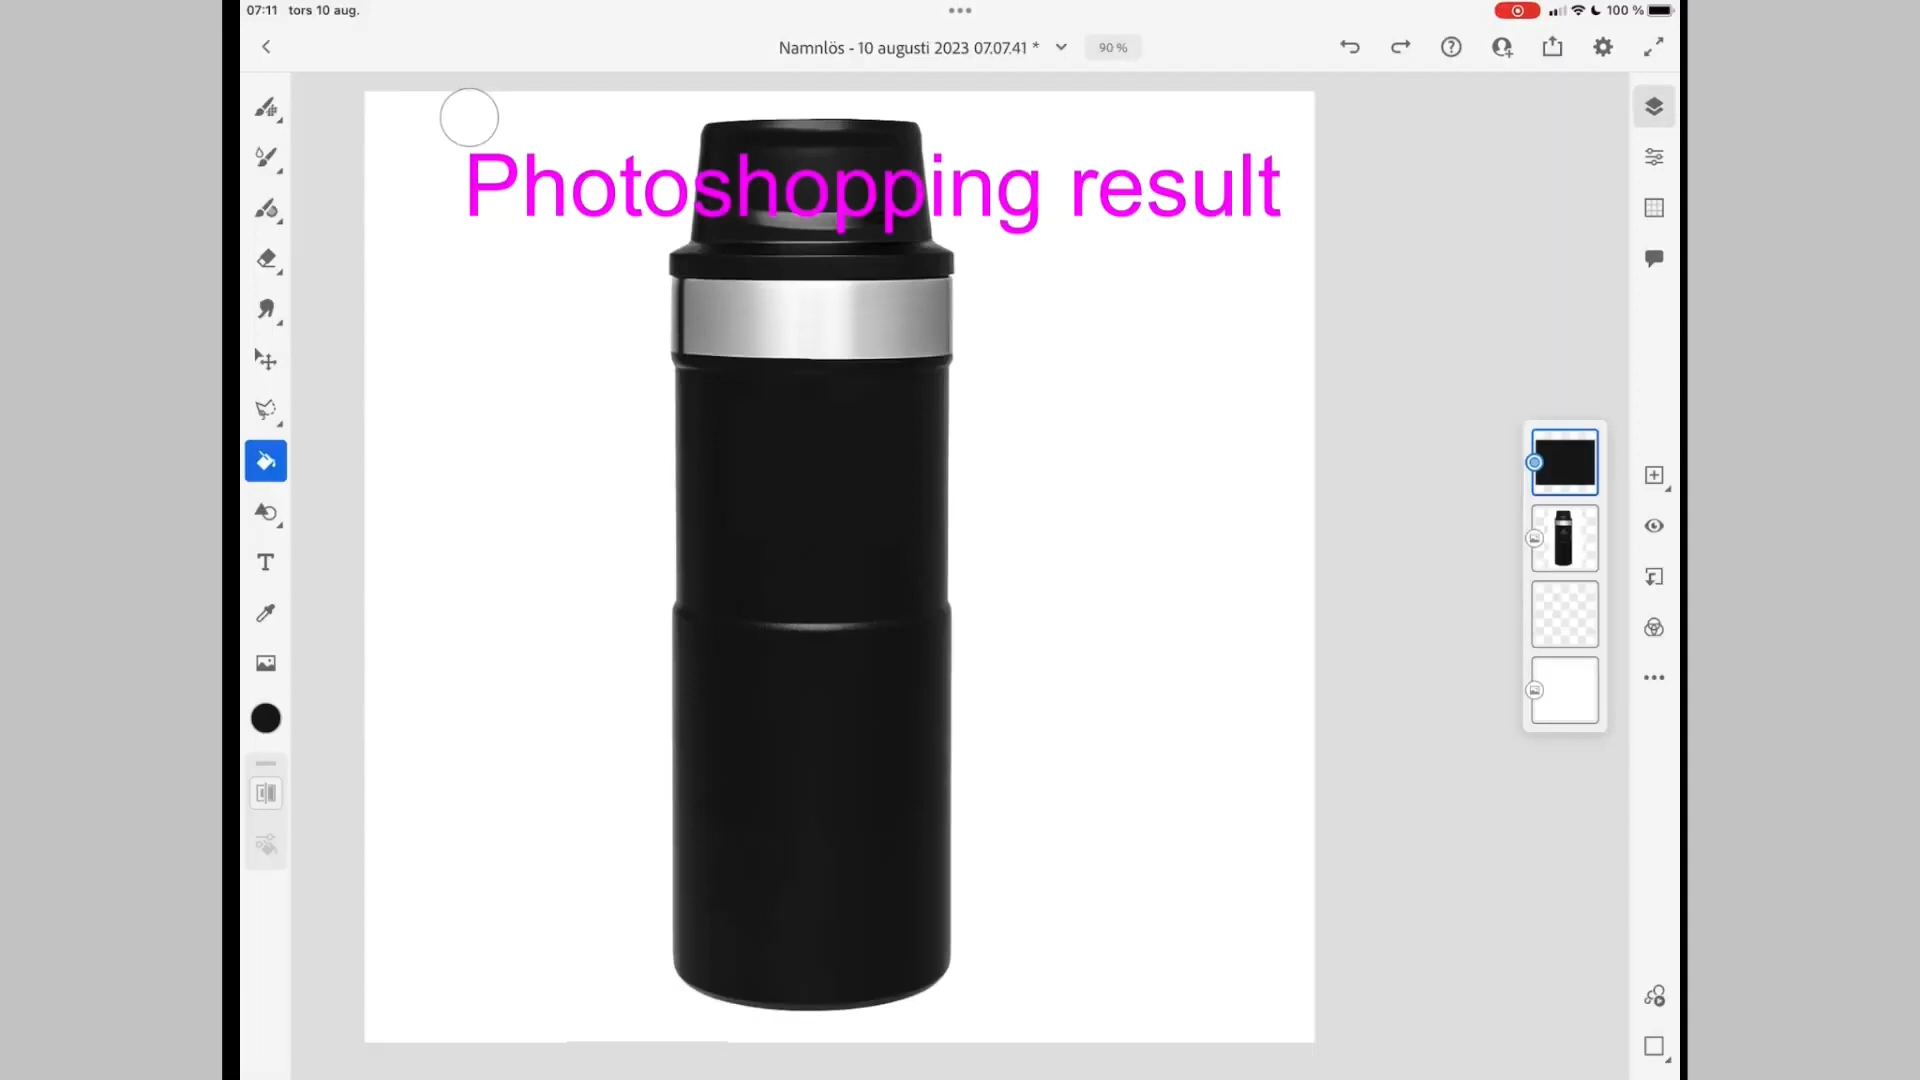 07:11 tors 10 aug.
100 %
Namnlös - 10 augusti 2023 07.07.41 *
90 %
Photoshopping result
T